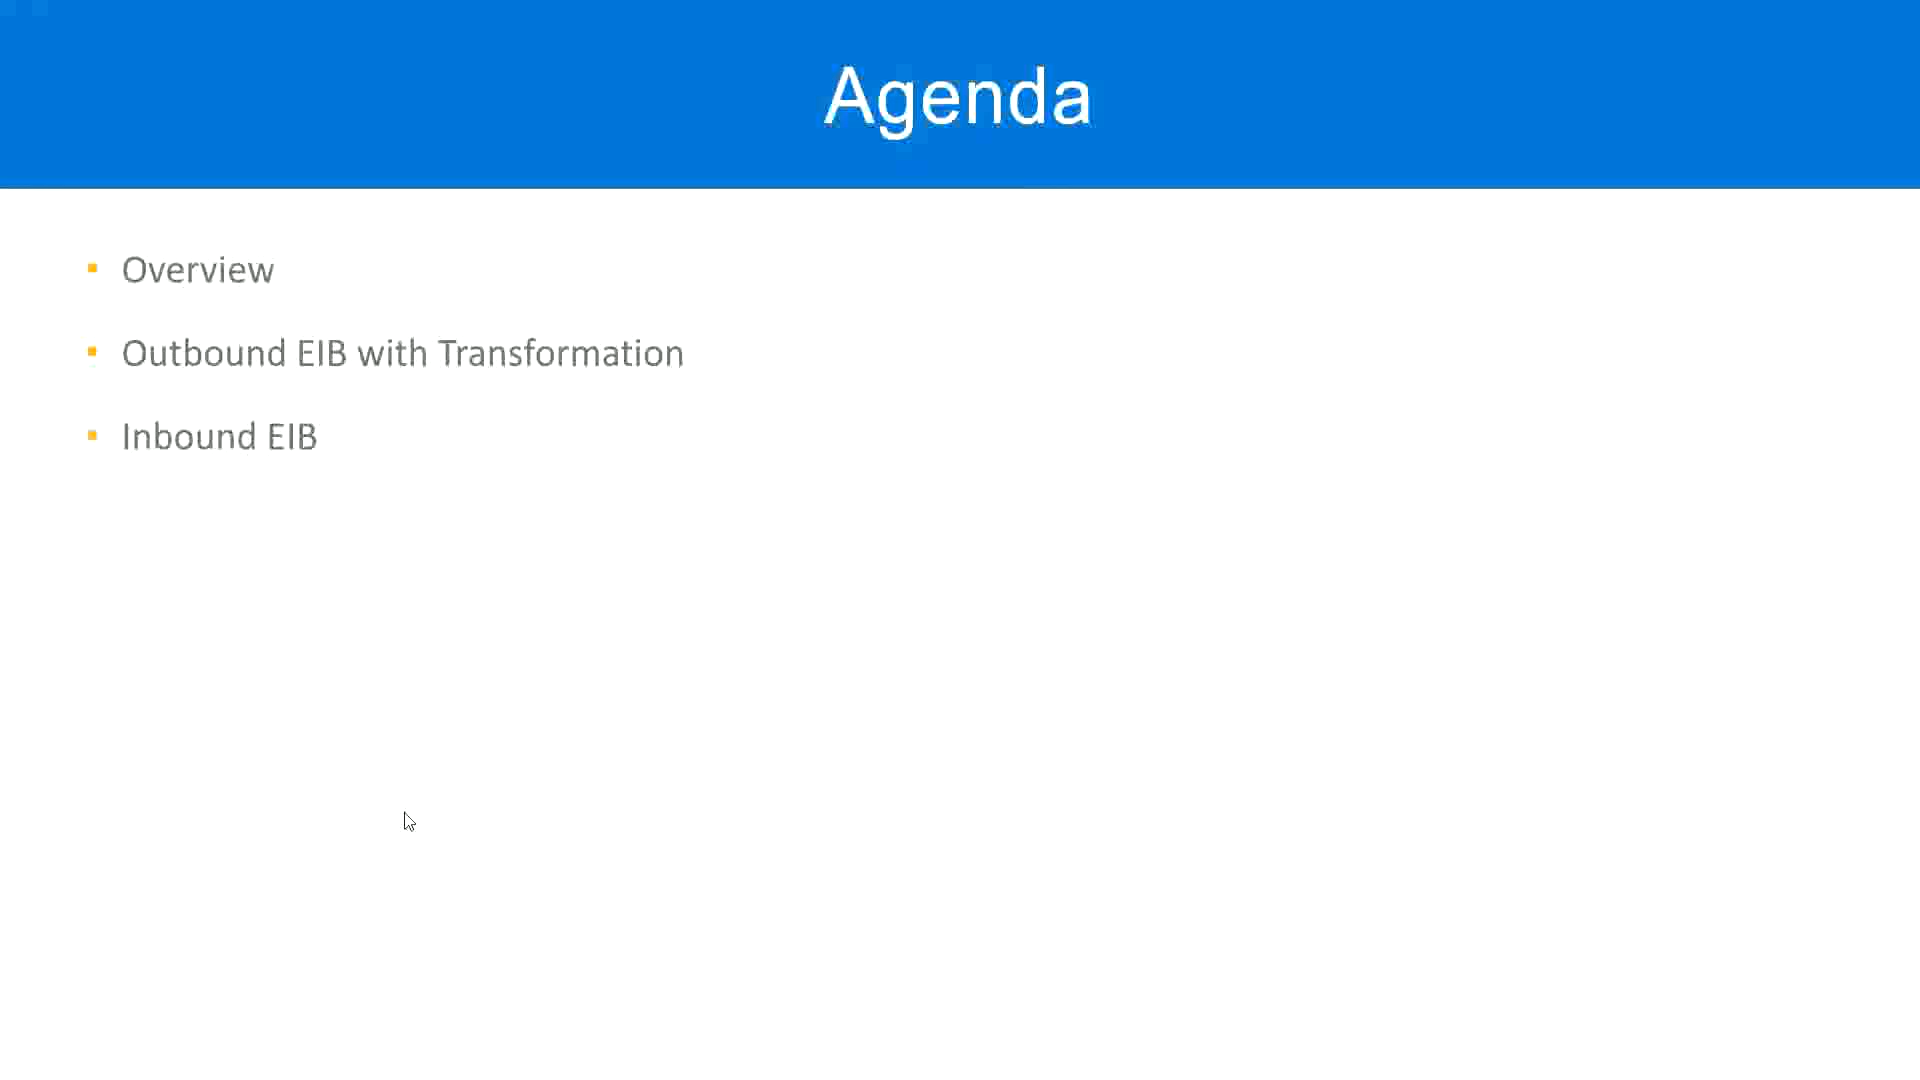 Agenda
▪ Overview
▪ Outbound EIB with Transformation
▪ Inbound EIB